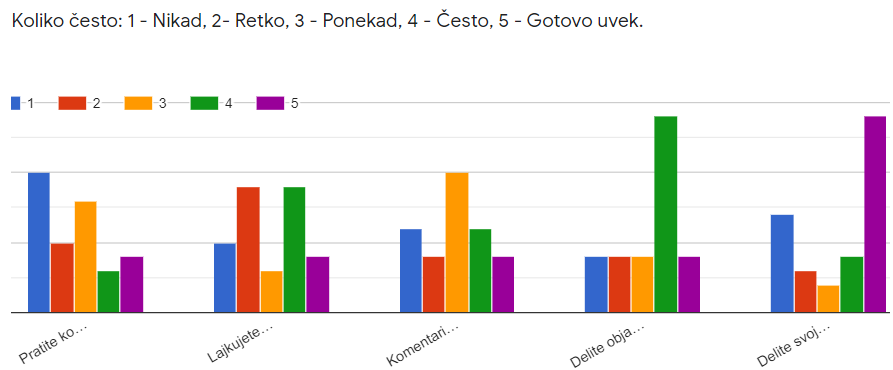 Koliko često: 1 - Nikad, 2- Retko, 3 - Ponekad, 4 - Često, 5 - Gotovo uvek.
1 2 3 4 5
Pratite ko…
Lajkujete…
Komentari…
Delite obja…
Delite svoj…